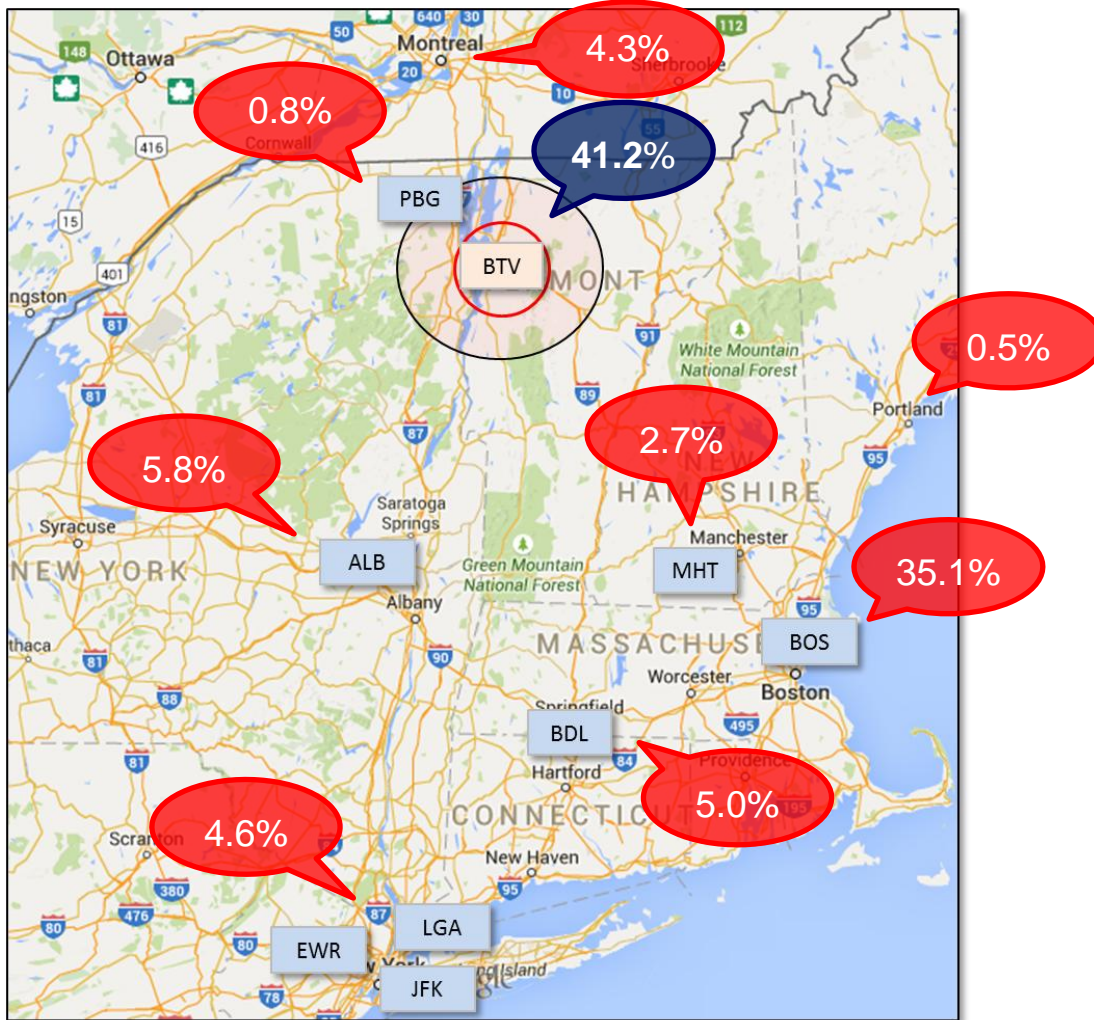 640
30
112
50
148
Ottawa
Montreal
4.3%
Sherbrooke
20
10
0.8%
Cornwall
416
55
41.2%
PBG
15
BTV
MONT
401
ngston
81
91
White Mountain
National Forest
0.5%
81
89
Portland
87
2.7%
95
5.8%
NEW
HAMPSHIRE
Saratoga
Springs
Syracuse
Manchester
NEW YORK
ALB
Green Mountain
National Forest
MHT
35.1%
Albany
95
thaca
MASSACHUSE
BOS
81
90
Worcester
Boston
88
Springfield
BDL
495
81
84
Providence
Hartford
5.0%
195
CONNECTICUT
4.6%
Scranton
New Haven
380
95
476
87
LGA
80
80
EWR
Long Island
JFK
78